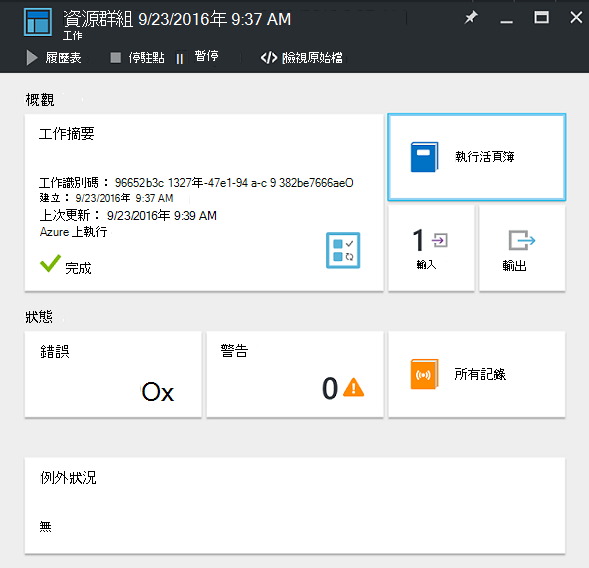 資源群組 9/23/2016年 9:37 AM
工作
履歷表 停駐點 暫停 </> 檢視原始檔
概觀
工作摘要
工作識別碼： 96652b3c 1327年-47e1-94 a-c 9 382be7666aeO
建立： 9/23/2016年 9:37 AM
上次更新： 9/23/2016年 9:39 AM
Azure 上執行
完成
執行活頁簿
1
輸入
輸出
狀態
錯誤
Ox
警告
0
所有記錄
例外狀況
無